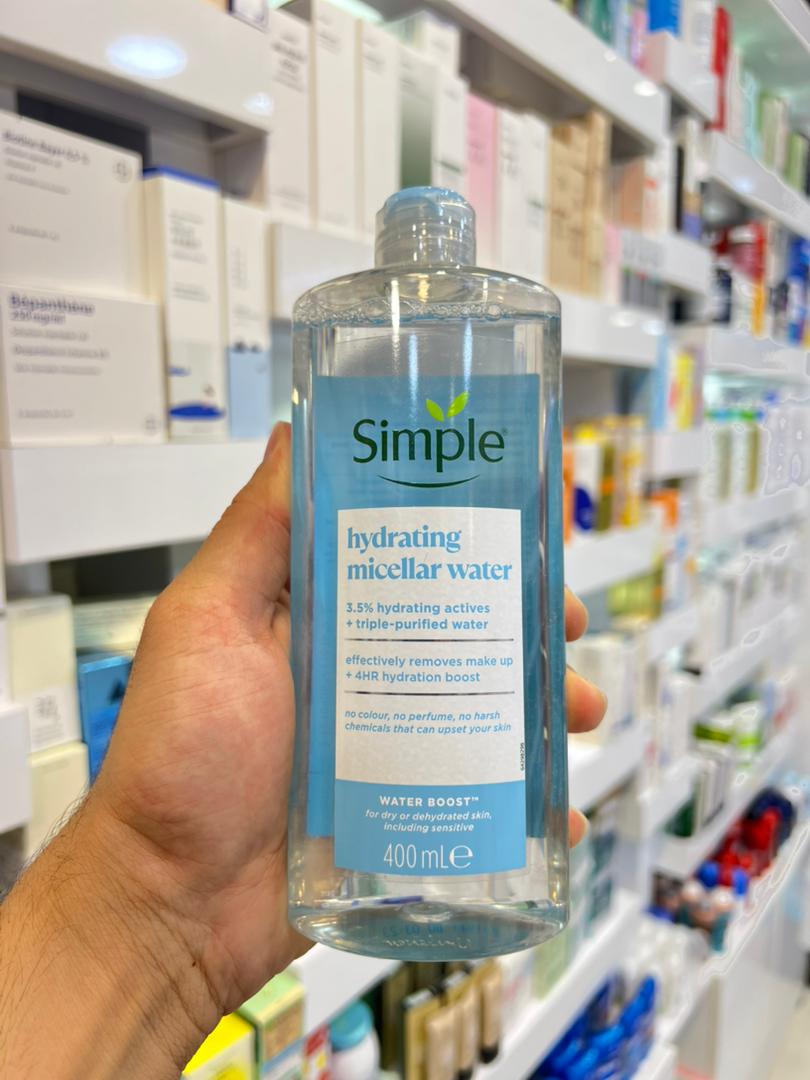 Simple
hydrating
micellar water
3.5% hydrating actives
+ triple-purified water
effectively removes make up
+ 4HR hydration boost
no colour, no perfume, no harsh
chemicals that can upset your skin
WATER BOOST™
for dry or dehydrated skin,
including sensitive
400 mL℮
Bépanthène